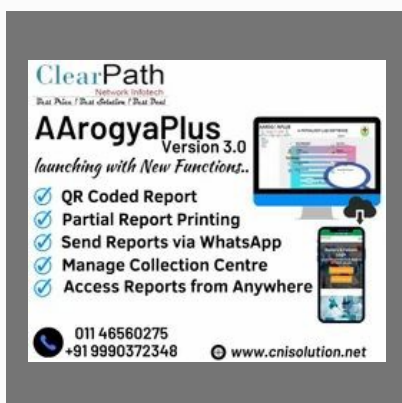 ClearPath
Network Infotech
Best Price / Best Solution / Best Deal
AArogyaPlus
Version 3.0
launching with New Functions..
QR Coded Report
Partial Report Printing
Send Reports via WhatsApp
Manage Collection Centre
Access Reports from Anywhere
011 46560275
+91 9990372348
www.cnisolution.net